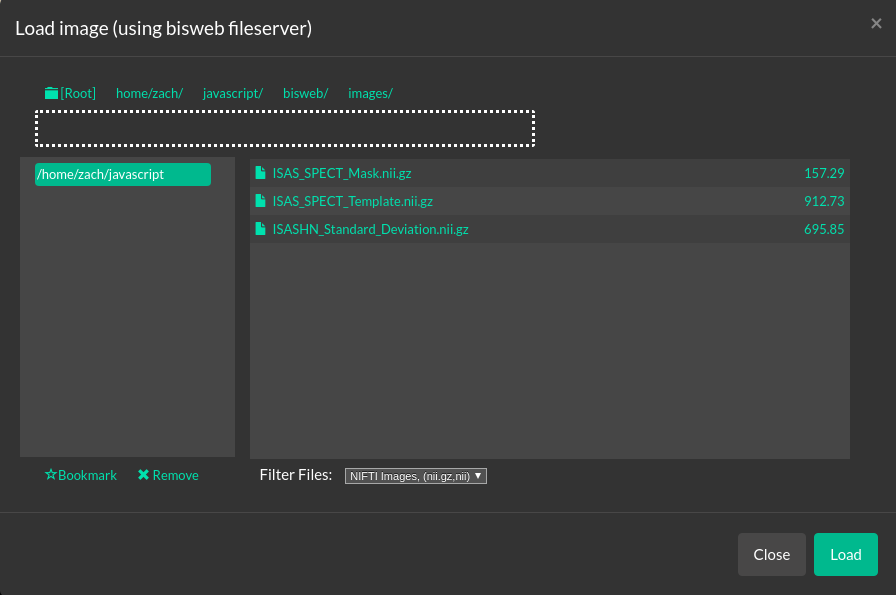 Load image (using bisweb fileserver) ×
[Root] home/zach/ javascript/ bisweb/ images/
/home/zach/javascript
ISAS_SPECT_Mask.nii.gz 157.29
ISAS_SPECT_Template.nii.gz 912.73
ISASHN_Standard_Deviation.nii.gz 695.85
Bookmark Remove Filter Files: NIFTI Images, (nii.gz,nii)
Close Load